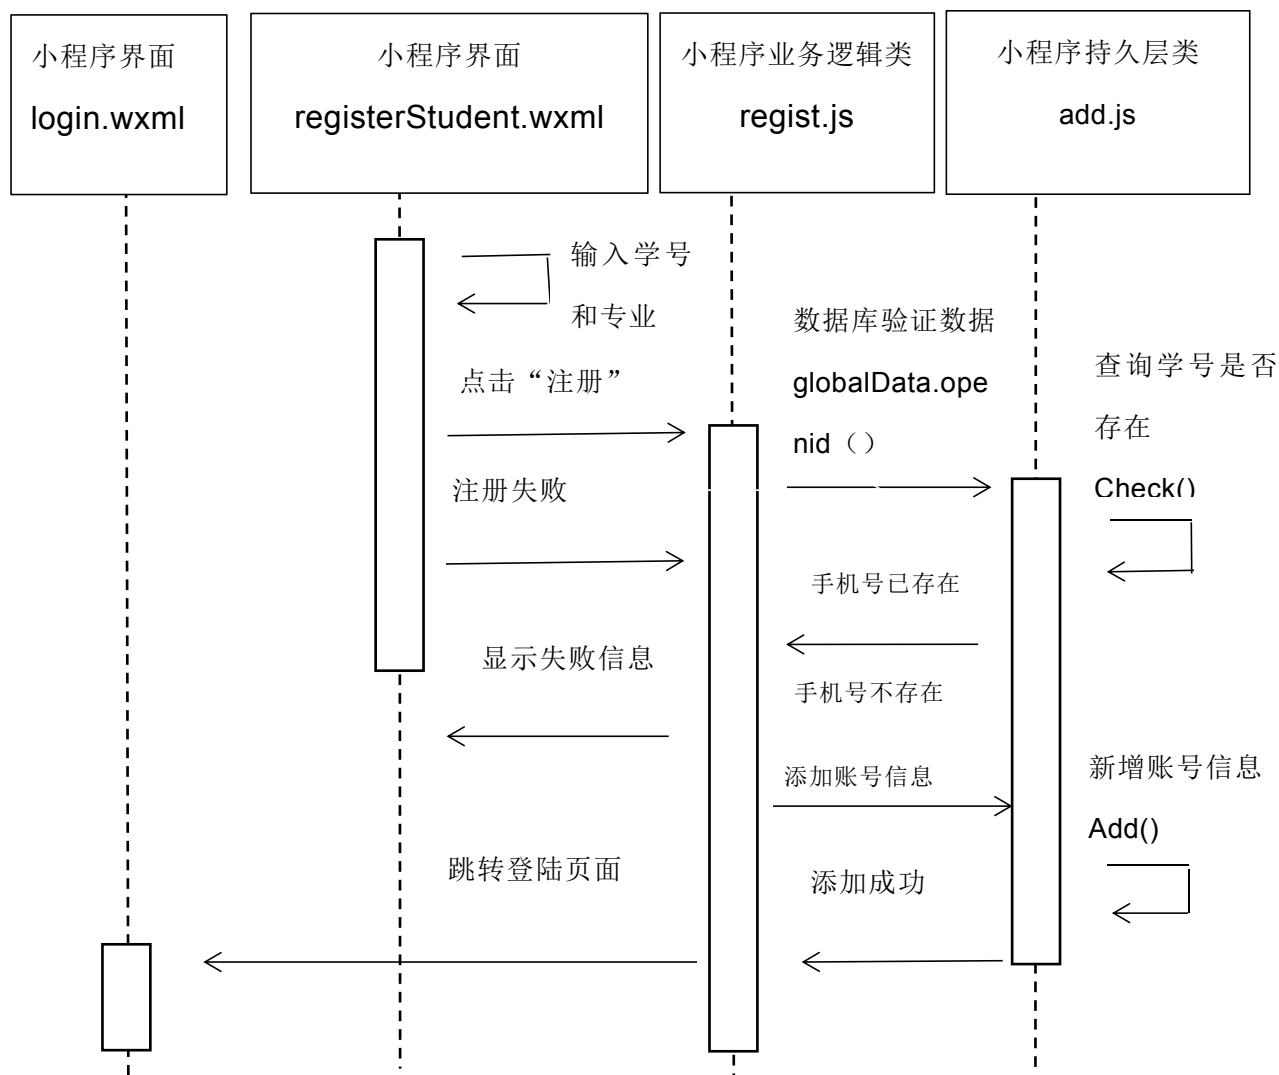 小程序界面
login.wxml
小程序界面
registerStudent.wxml
小程序业务逻辑类
regist.js
小程序持久层类
add.js
输入学号
和专业
点击“注册”
注册失败
显示失败信息
跳转登陆页面
数据库验证数据
globalData.ope
nid（）
手机号已存在
手机号不存在
添加账号信息
添加成功
查询学号是否
存在
Check()
新增账号信息
Add()